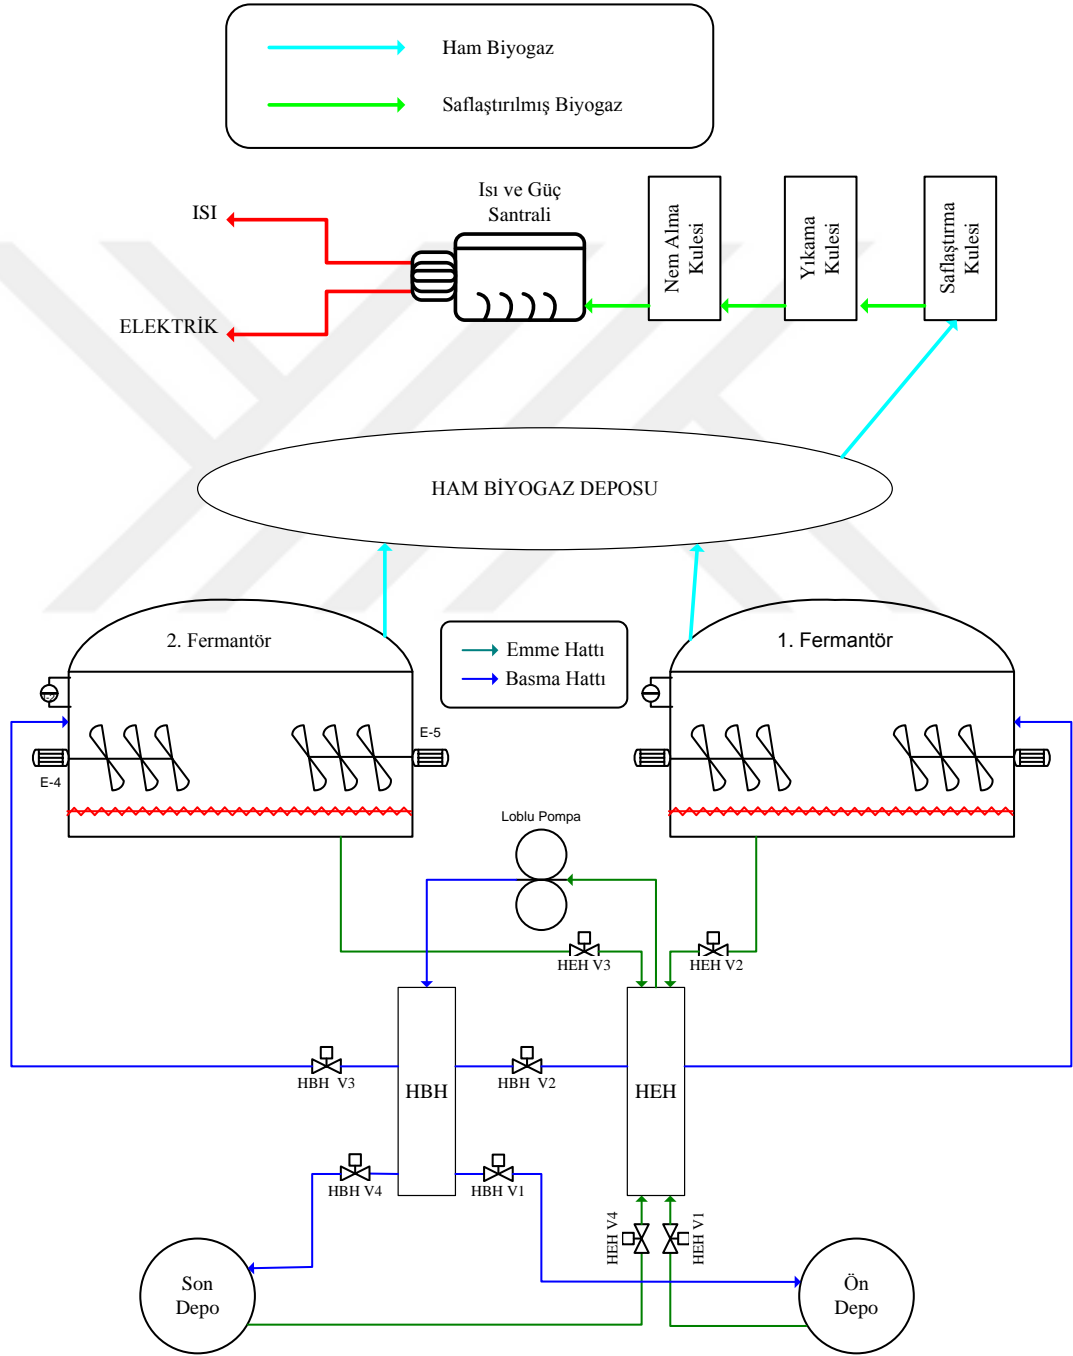 Ham Biyogaz
Saflaştırılmış Biyogaz
Isı ve Güç
Santrali
ISI
ELEKTRİK
Nem Alma
Kulesi
Yıkama
Kulesi
Saflaştırma
Kulesi
HAM BİYOGAZ DEPOSU
2. Fermantör
1. Fermantör
Emme Hattı
Basma Hattı
E-5
E-4
Loblu Pompa
HEH V3
HEH V2
HBH V3
HBH V2
HBH
HEH
HBH V4
HBH V1
HEH V4
HEH V1
Son
Depo
Ön
Depo